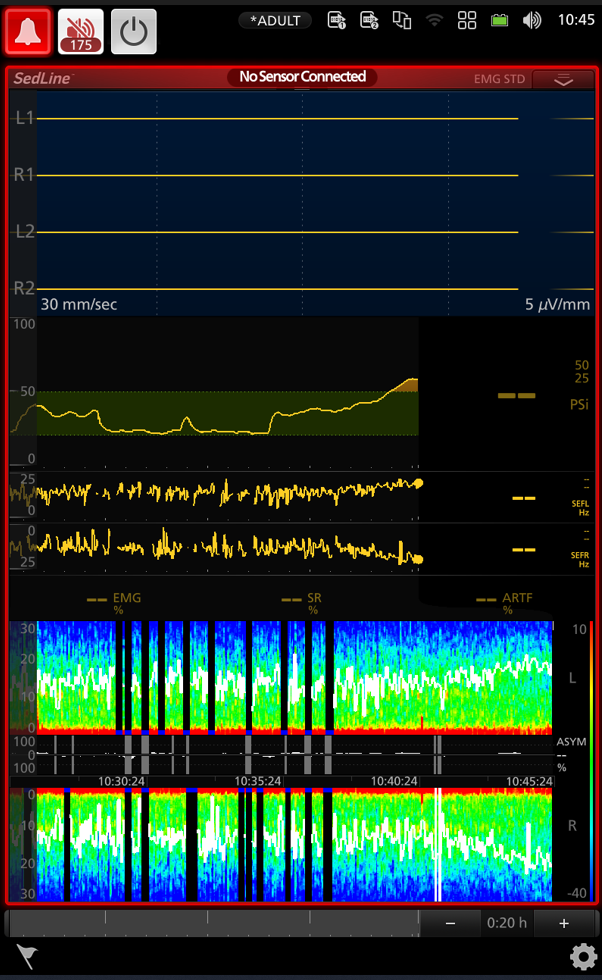 *ADULT 10:45
175
SedLine™ No Sensor Connected EMG STD
L1
R1
L2
R2
30 mm/sec 5 µV/mm
100
50
25
50
PSi
0
25
0
SEFL
Hz
0
25
SEFR
Hz
EMG
%
SR
%
ARTF
%
30 10
20
L
10
0
100 ASYM
0
100 %
10:30:24 10:35:24 10:40:24 10:45:24
0
10
R
20
30 -40
0:20 h